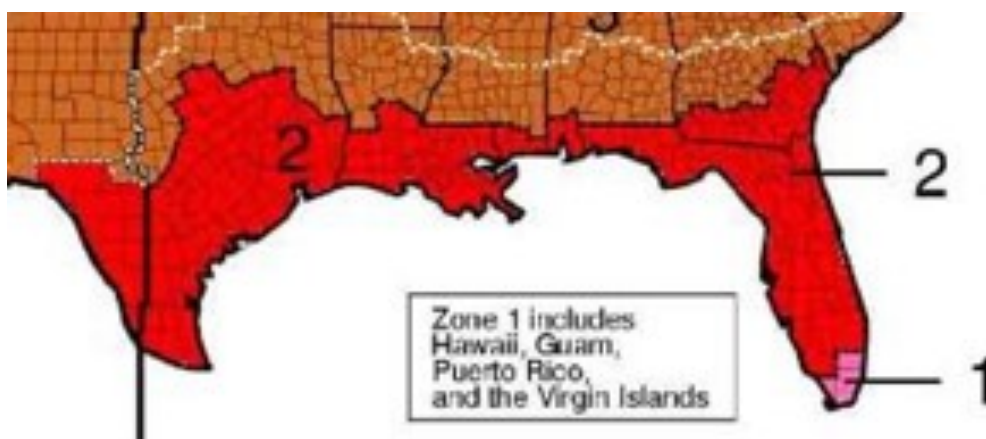 2
2
Zone 1 includes
Hawaii, Guam,
Puerto Rico,
and the Virgin Islands
1